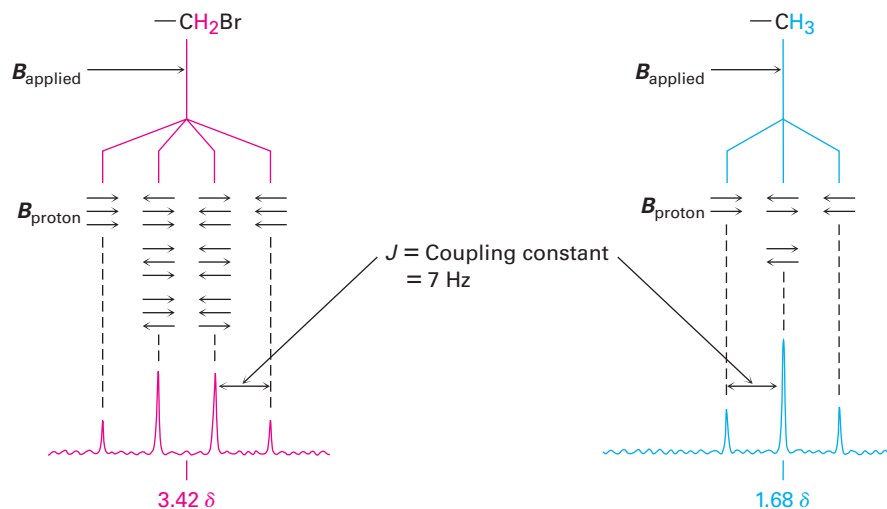 —CH2Br
Bapplied
Bproton
J = Coupling constant
= 7 Hz
3.42 δ
—CH3
Bapplied
Bproton
1.68 δ